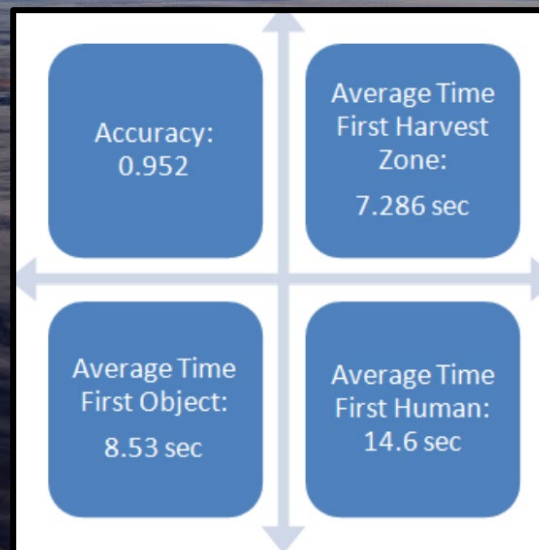 Accuracy:
0.952
Average Time
First Harvest
Zone:
7.286 sec
Average Time
First Object:
8.53 sec
Average Time
First Human:
14.6 sec